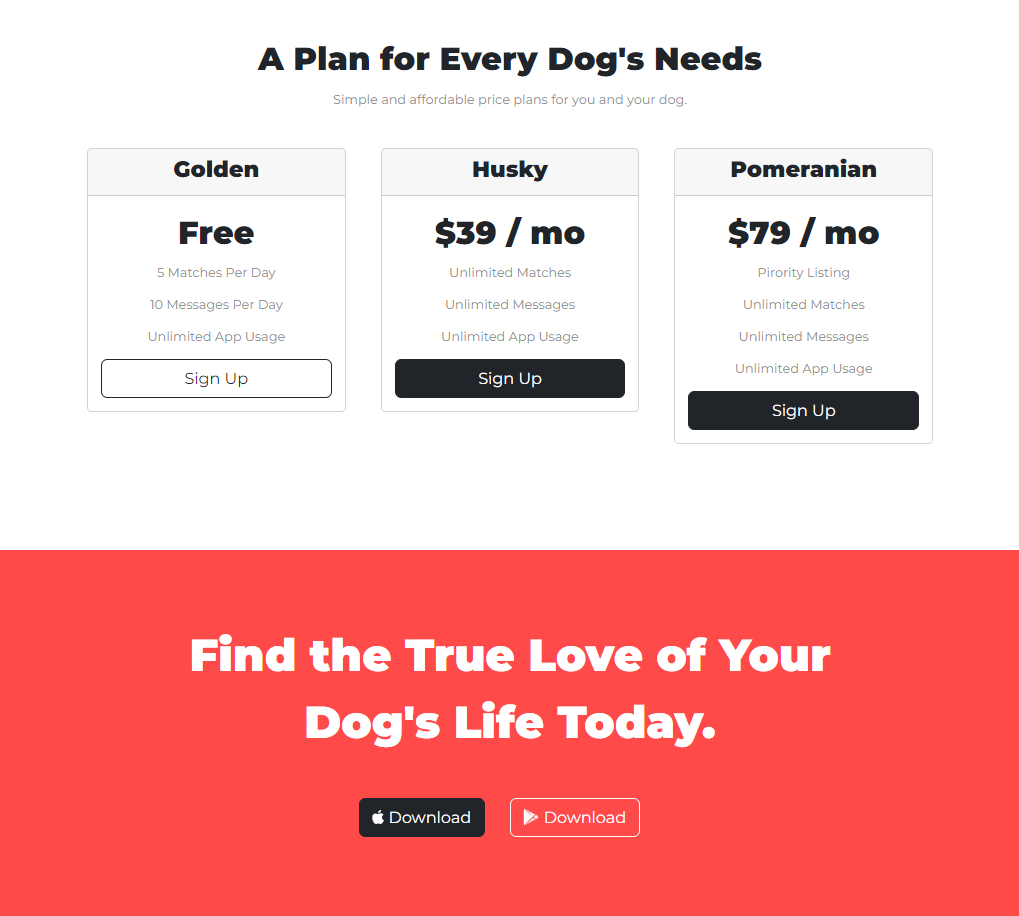 A Plan for Every Dog's Needs
Simple and affordable price plans for you and your dog.
Golden
Free
5 Matches Per Day
10 Messages Per Day
Unlimited App Usage
Sign Up
Husky
$39 / mo
Unlimited Matches
Unlimited Messages
Unlimited App Usage
Sign Up
Pomeranian
$79 / mo
Pirority Listing
Unlimited Matches
Unlimited Messages
Unlimited App Usage
Sign Up
Find the True Love of Your
Dog's Life Today.
Download
Download